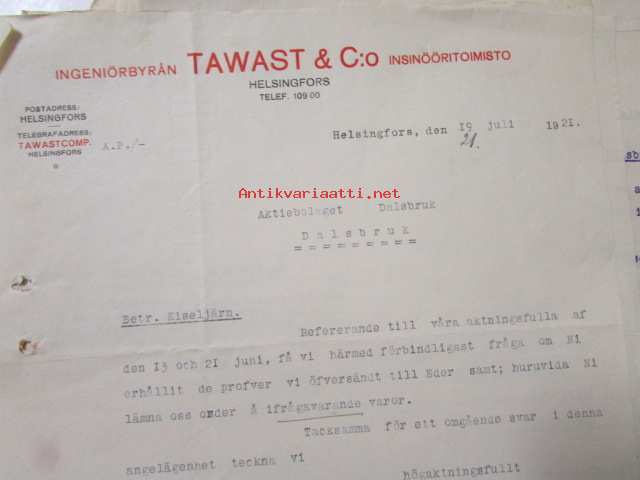 INGENIÖRBYRÅN TAWAST & C:o INSINÖÖRITOIMISTO
HELSINGFORS
TELEF. 109 00
POSTADRESS:
HELSINGFORS
TELEGRAFADRESS:
TAWASTCOMP.
HELSINGFORS
A.P./-
Helsingfors, den 19 juli 1921.
21.
Antikvariaatti.net
Aktiebolaget Dalsbruk
Dalsbruk
=========
Betr. Kiseljärn.
Refererande till våra aktningsfulla af
den 13 och 21 juni, få vi härmed förbindligast fråga om Ni
erhållit de profver vi öfversändt till Eder samt; huruvida Ni
lämna oss order å ifrågavarande varor.
Tacksamma för ett omgående svar i denna
angelägenhet teckna vi
högaktningsfullt